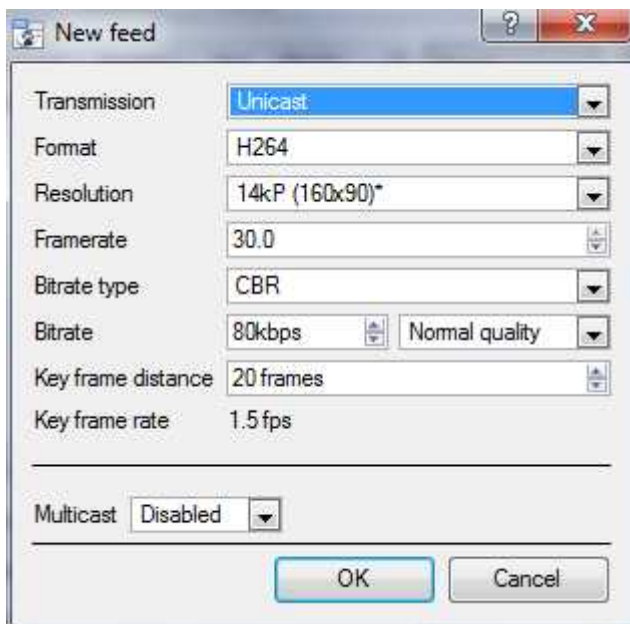 New feed
Transmission Unicast
Format H264
Resolution 14kP (160x90)*
Framerate 30.0
Bitrate type CBR
Bitrate 80kbps Normal quality
Key frame distance 20 frames
Key frame rate 1.5 fps
Multicast Disabled
OK Cancel